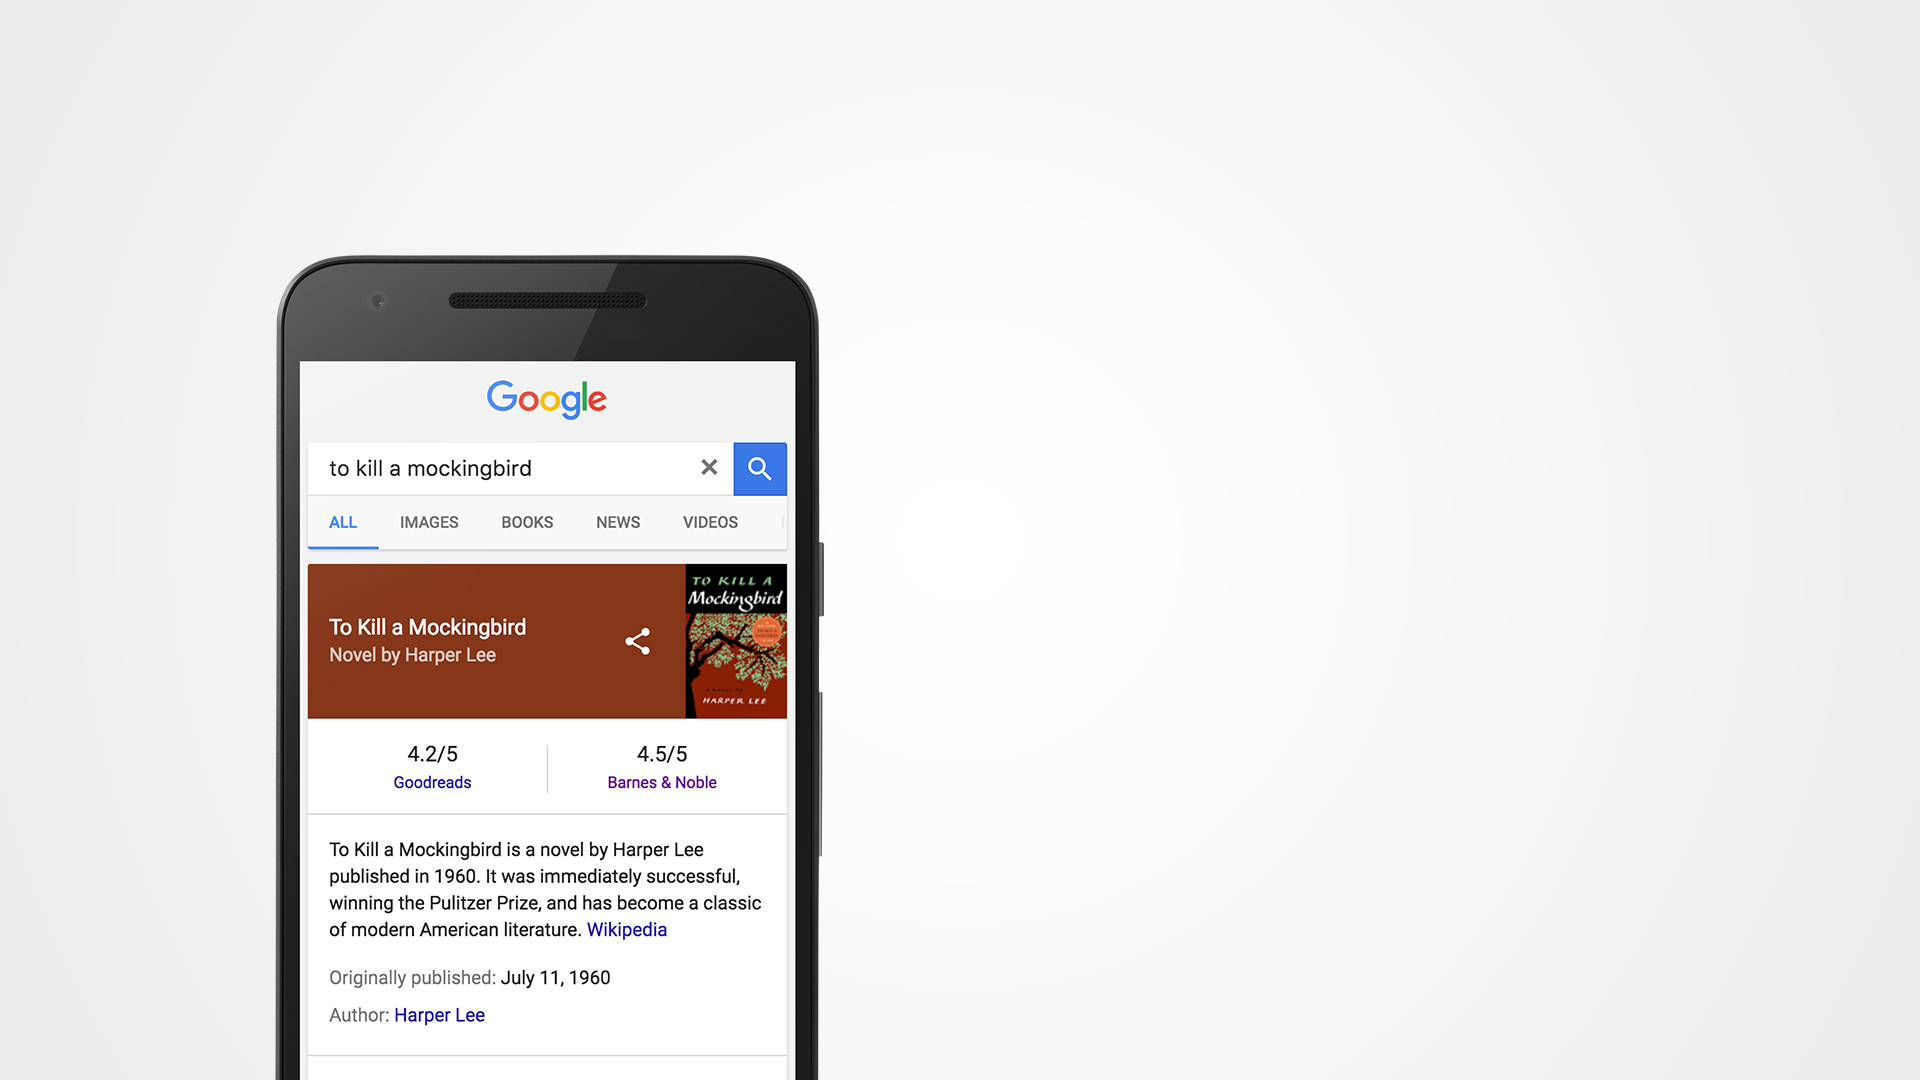 Google
to kill a mockingbird
ALL IMAGES BOOKS NEWS VIDEOS
To Kill a Mockingbird
Novel by Harper Lee
TO KILL A
Mockingbird
A NOVEL BY
HARPER LEE
4.2/5 4.5/5
Goodreads Barnes & Noble
To Kill a Mockingbird is a novel by Harper Lee
published in 1960. It was immediately successful,
winning the Pulitzer Prize, and has become a classic
of modern American literature. Wikipedia
Originally published: July 11, 1960
Author: Harper Lee